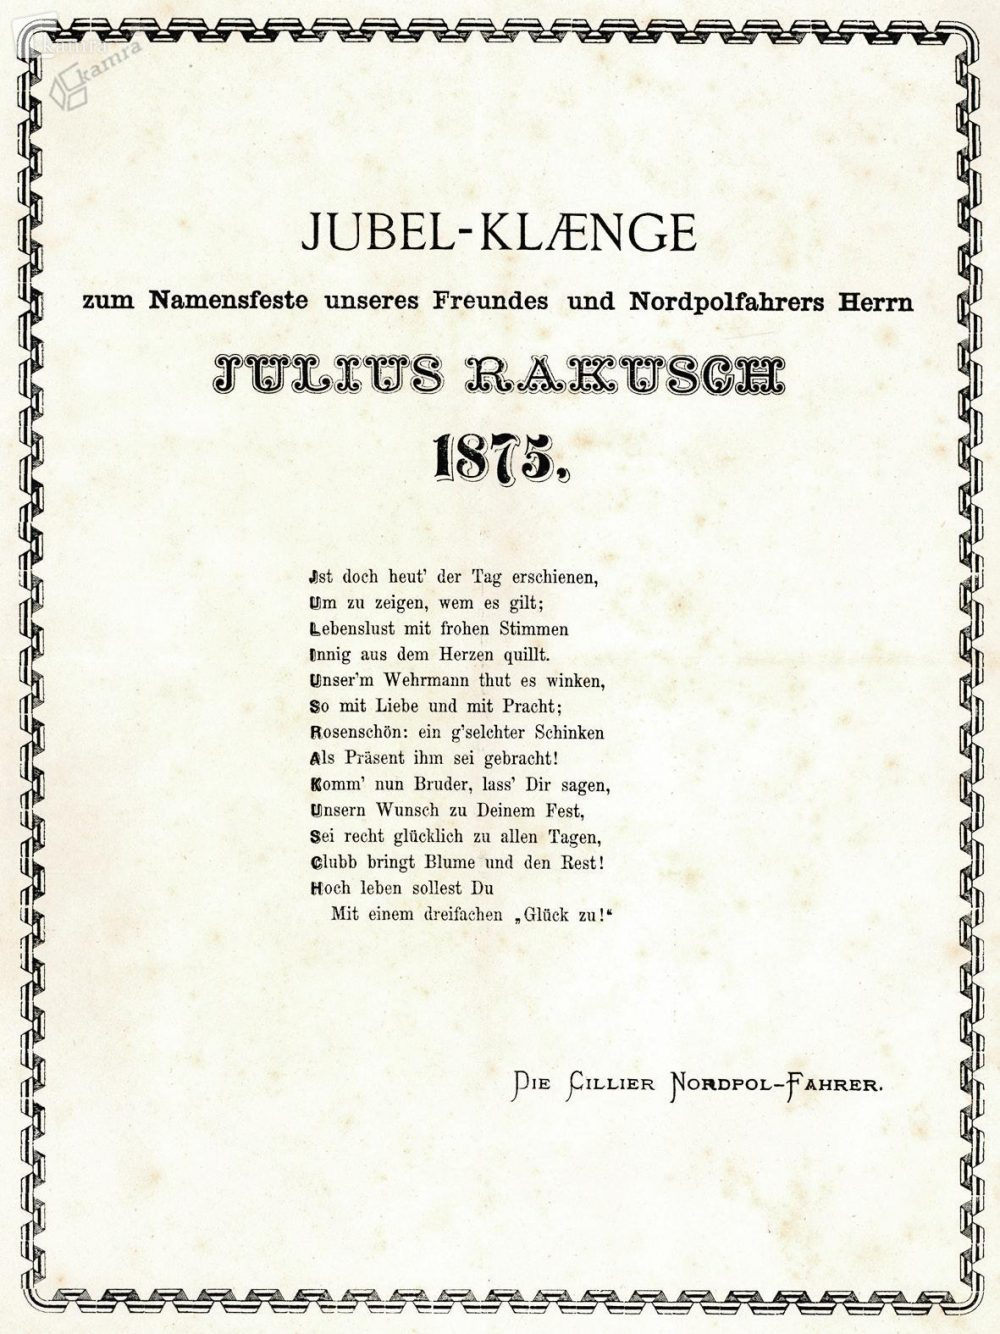 kamra
kamra
JUBEL-KLÆNGE
zum Namensfeste unseres Freundes und Nordpolfahrers Herrn
JULIUS RAKUSCH
1875,
Jst doch heut' der Tag erschienen,
Um zu zeigen, wem es gilt;
Lebenslust mit frohen Stimmen
Innig aus dem Herzen quillt.
Unser'm Wehrmann thut es winken,
So mit Liebe und mit Pracht;
Rosenschön: ein g'selchter Schinken
Als Präsent ihm sei gebracht!
Komm' nun Bruder, lass' Dir sagen,
Unsern Wunsch zu Deinem Fest,
Sei recht glücklich zu allen Tagen,
Clubb bringt Blume und den Rest!
Hoch leben sollest Du
Mit einem dreifachen „Glück zu!“
DIE CILLIER NORDPOL-FAHRER.